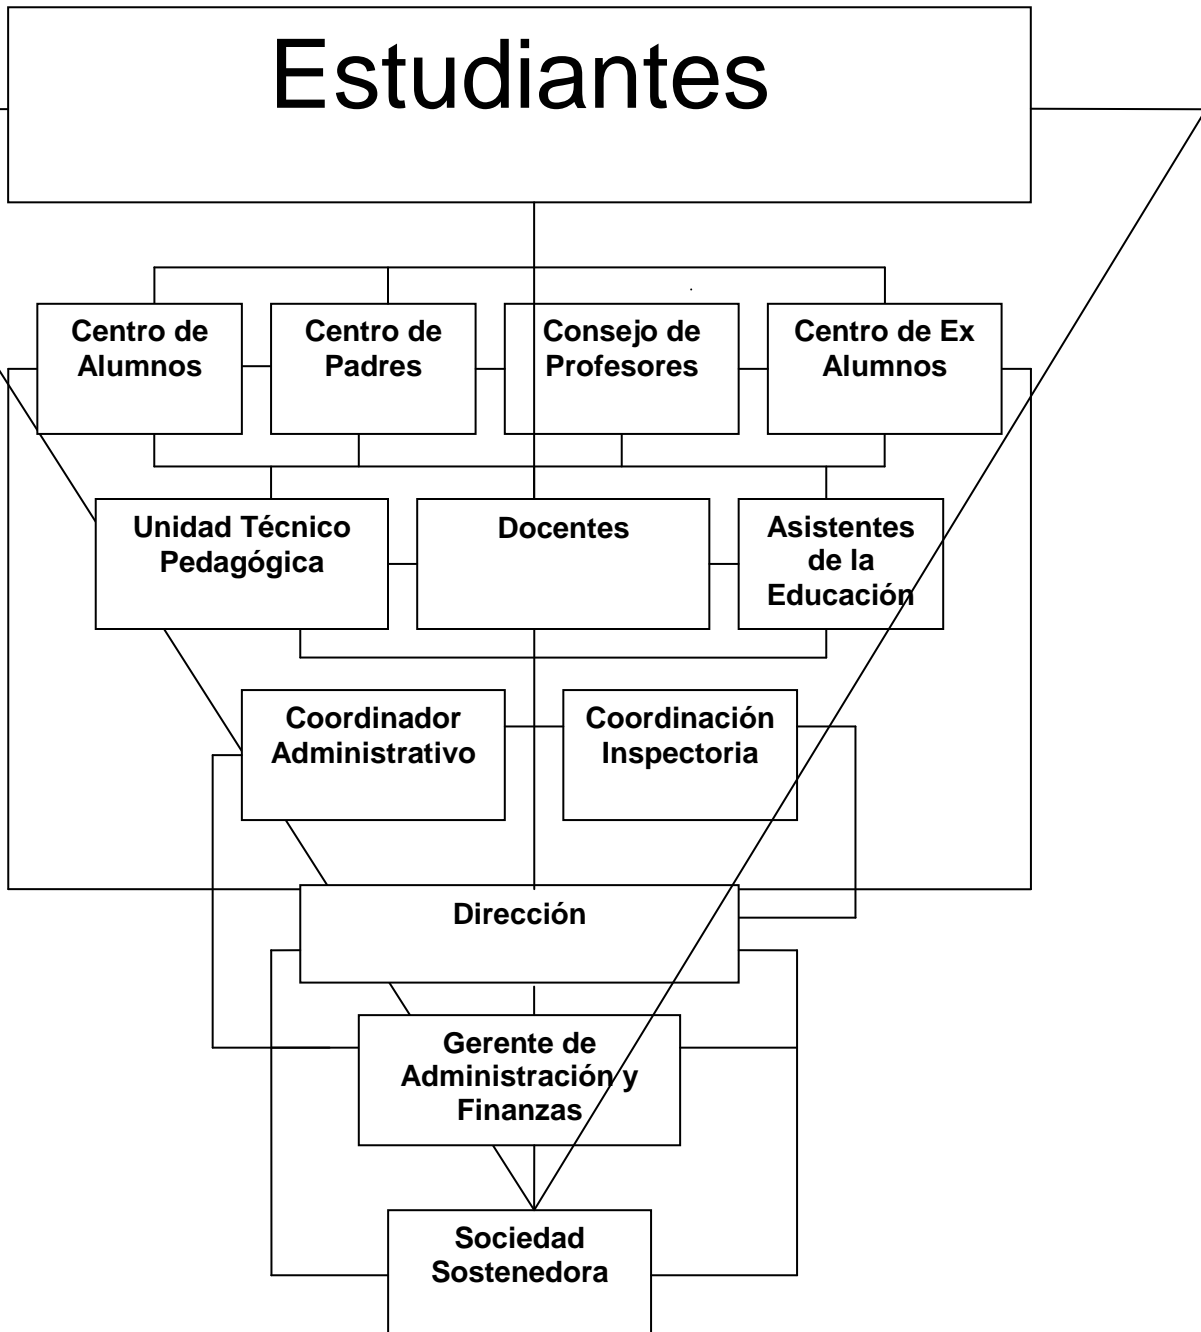 Estudiantes
Centro de
Alumnos
Centro de
Padres
Consejo de
Profesores
Centro de Ex
Alumnos
Unidad Técnico
Pedagógica
Docentes
Asistentes
de la
Educación
Coordinador
Administrativo
Coordinación
Inspectoria
Dirección
Gerente de
Administración y
Finanzas
Sociedad
Sostenedora